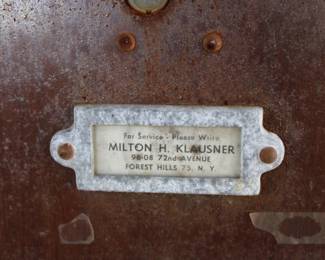 For Service - Please Write
MILTON H. KLAUSNER
98-08 72nd AVENUE
FOREST HILLS 75, N. Y.